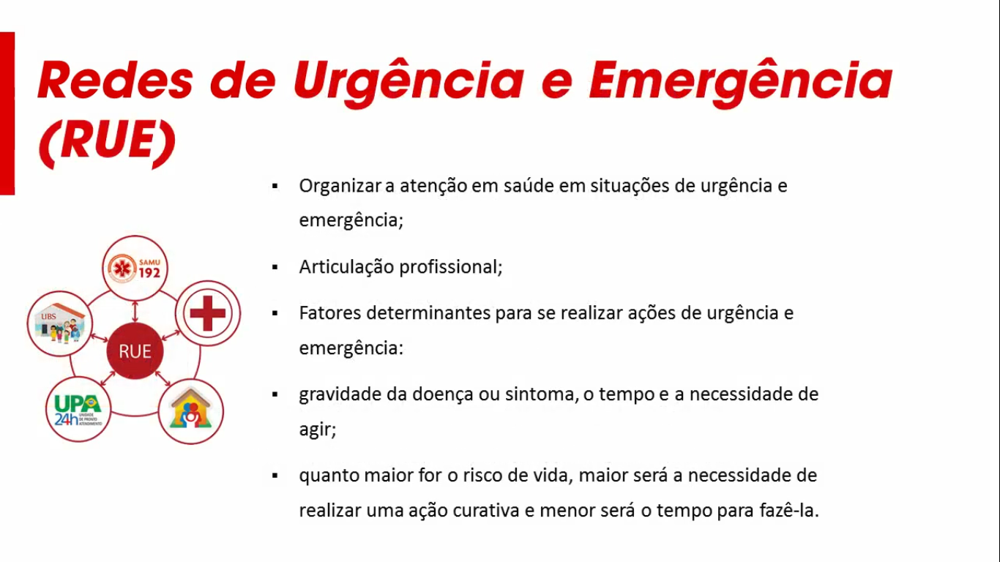 Redes de Urgência e Emergência
(RUE)
▪ Organizar a atenção em saúde em situações de urgência e
emergência;
▪ Articulação profissional;
▪ Fatores determinantes para se realizar ações de urgência e
emergência:
▪ gravidade da doença ou sintoma, o tempo e a necessidade de
agir;
▪ quanto maior for o risco de vida, maior será a necessidade de
realizar uma ação curativa e menor será o tempo para fazê-la.
SAMU
192
UBS
RUE
UPA
24h
UNIDADE
DE PRONTO
ATENDIMENTO